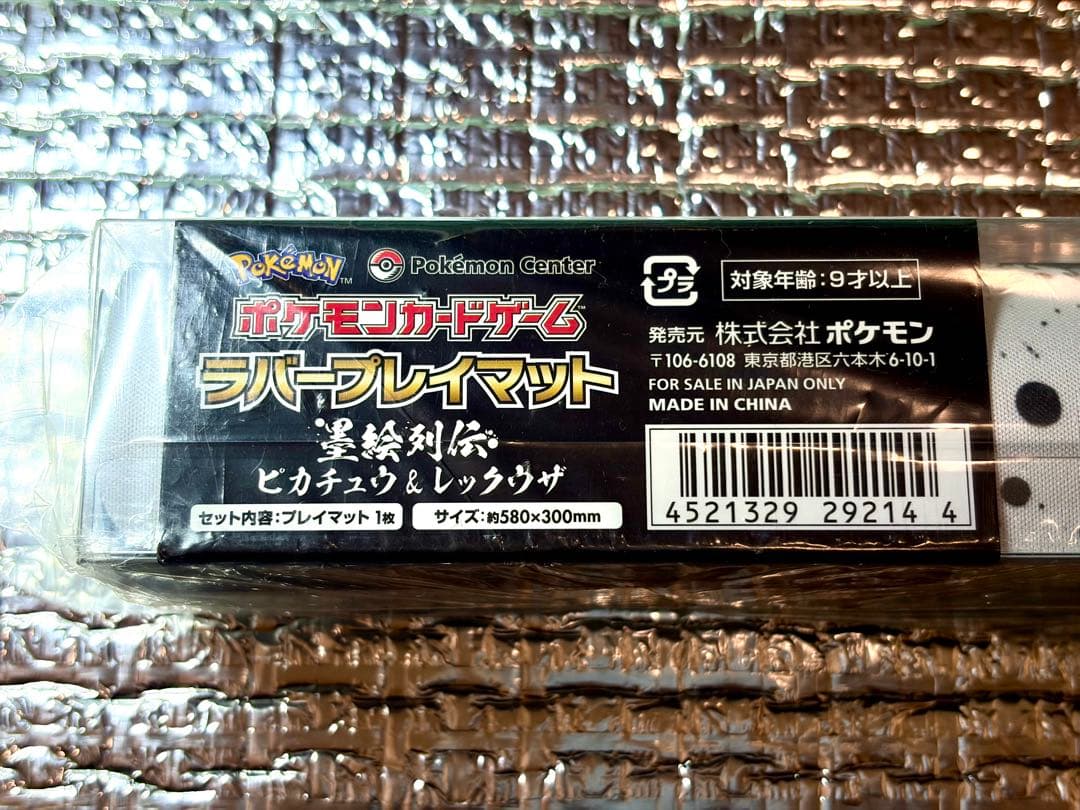 POKéMON™
Pokémon Center
ポケモンカードゲーム™
ラバープレイマット
墨絵列伝
ピカチュウ & レックウザ
セット内容：プレイマット 1枚
サイズ：約580×300mm
プラ
対象年齢：9才以上
発売元 株式会社 ポケモン
〒106-6108 東京都港区六本木6-10-1
FOR SALE IN JAPAN ONLY
MADE IN CHINA
4521329 29214 4